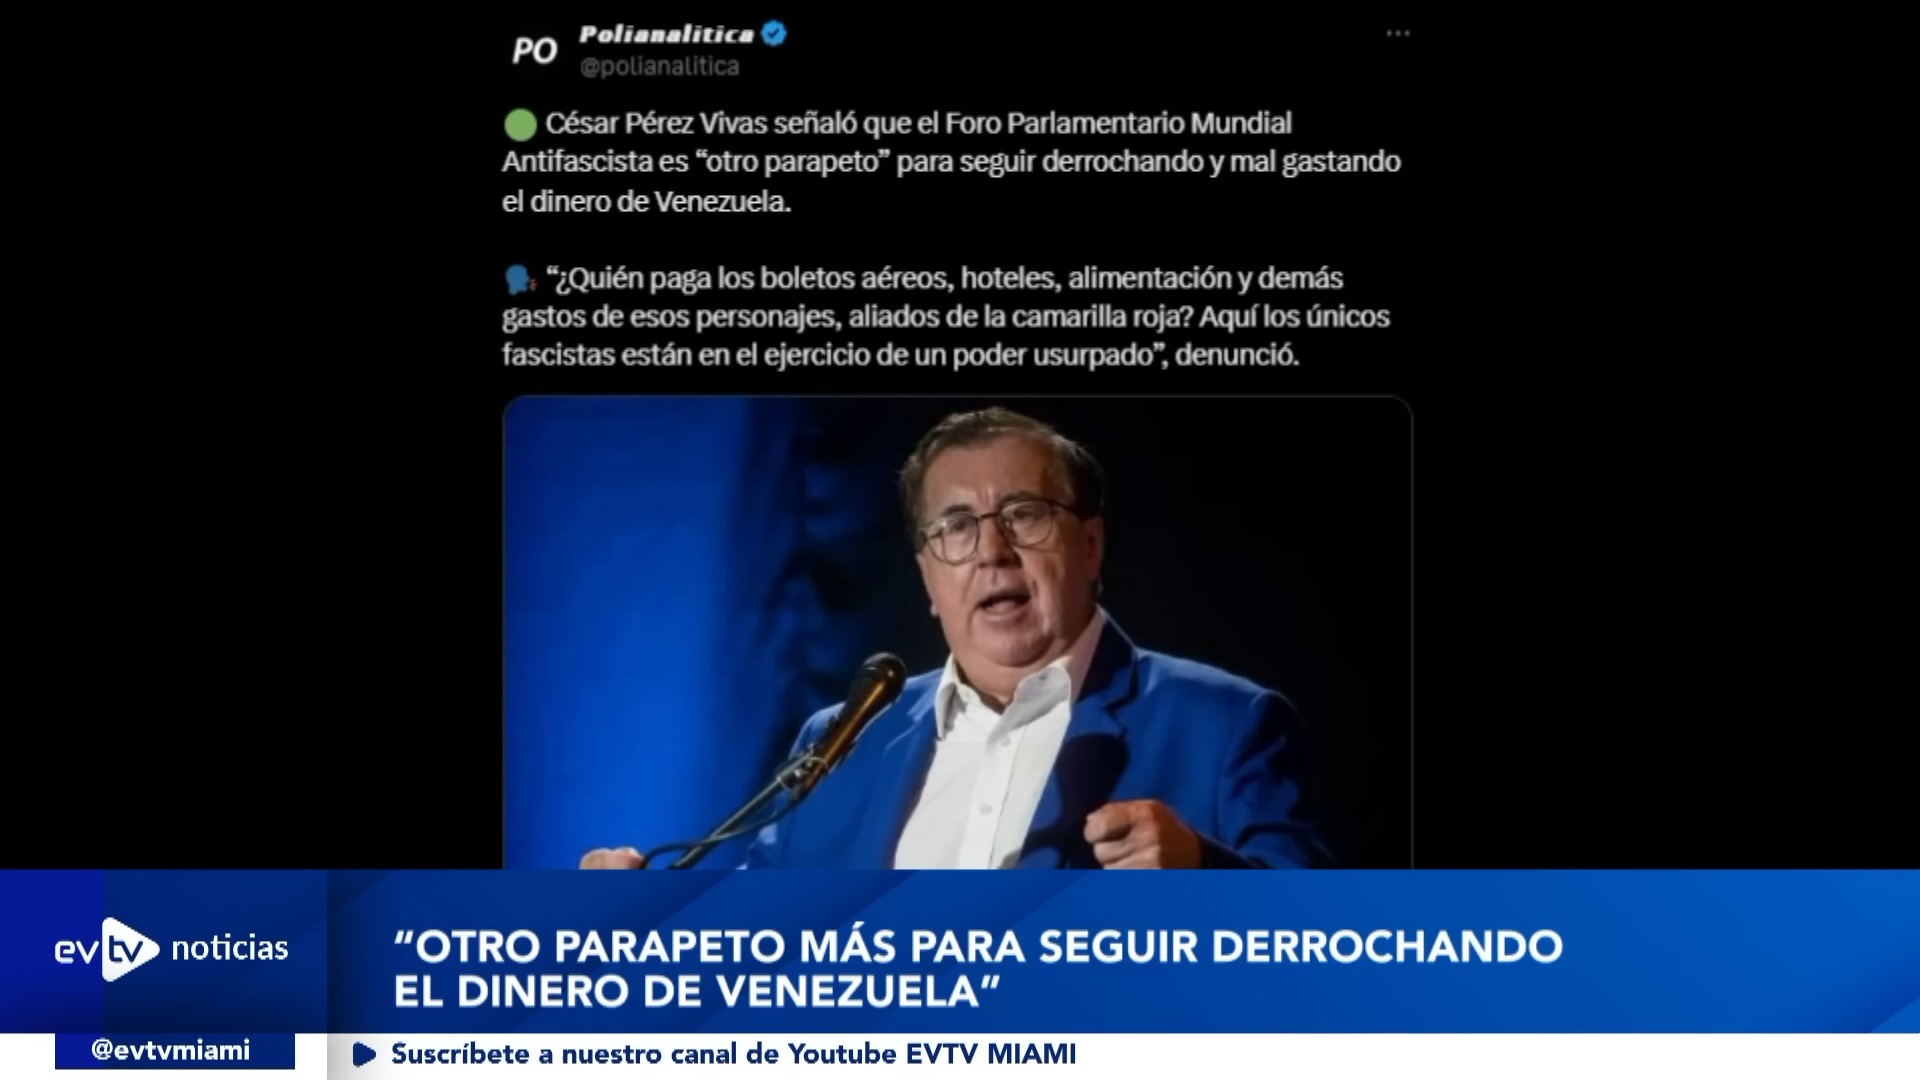 PO
Polianalitica
@polianalitica
César Pérez Vivas señaló que el Foro Parlamentario Mundial
Antifascista es “otro parapeto” para seguir derrochando y mal gastando
el dinero de Venezuela.
“¿Quién paga los boletos aéreos, hoteles, alimentación y demás
gastos de esos personajes, aliados de la camarilla roja? Aquí los únicos
fascistas están en el ejercicio de un poder usurpado”, denunció.
evtv noticias
“OTRO PARAPETO MÁS PARA SEGUIR DERROCHANDO
EL DINERO DE VENEZUELA”
@evtvmiami
Suscríbete a nuestro canal de Youtube EVTV MIAMI